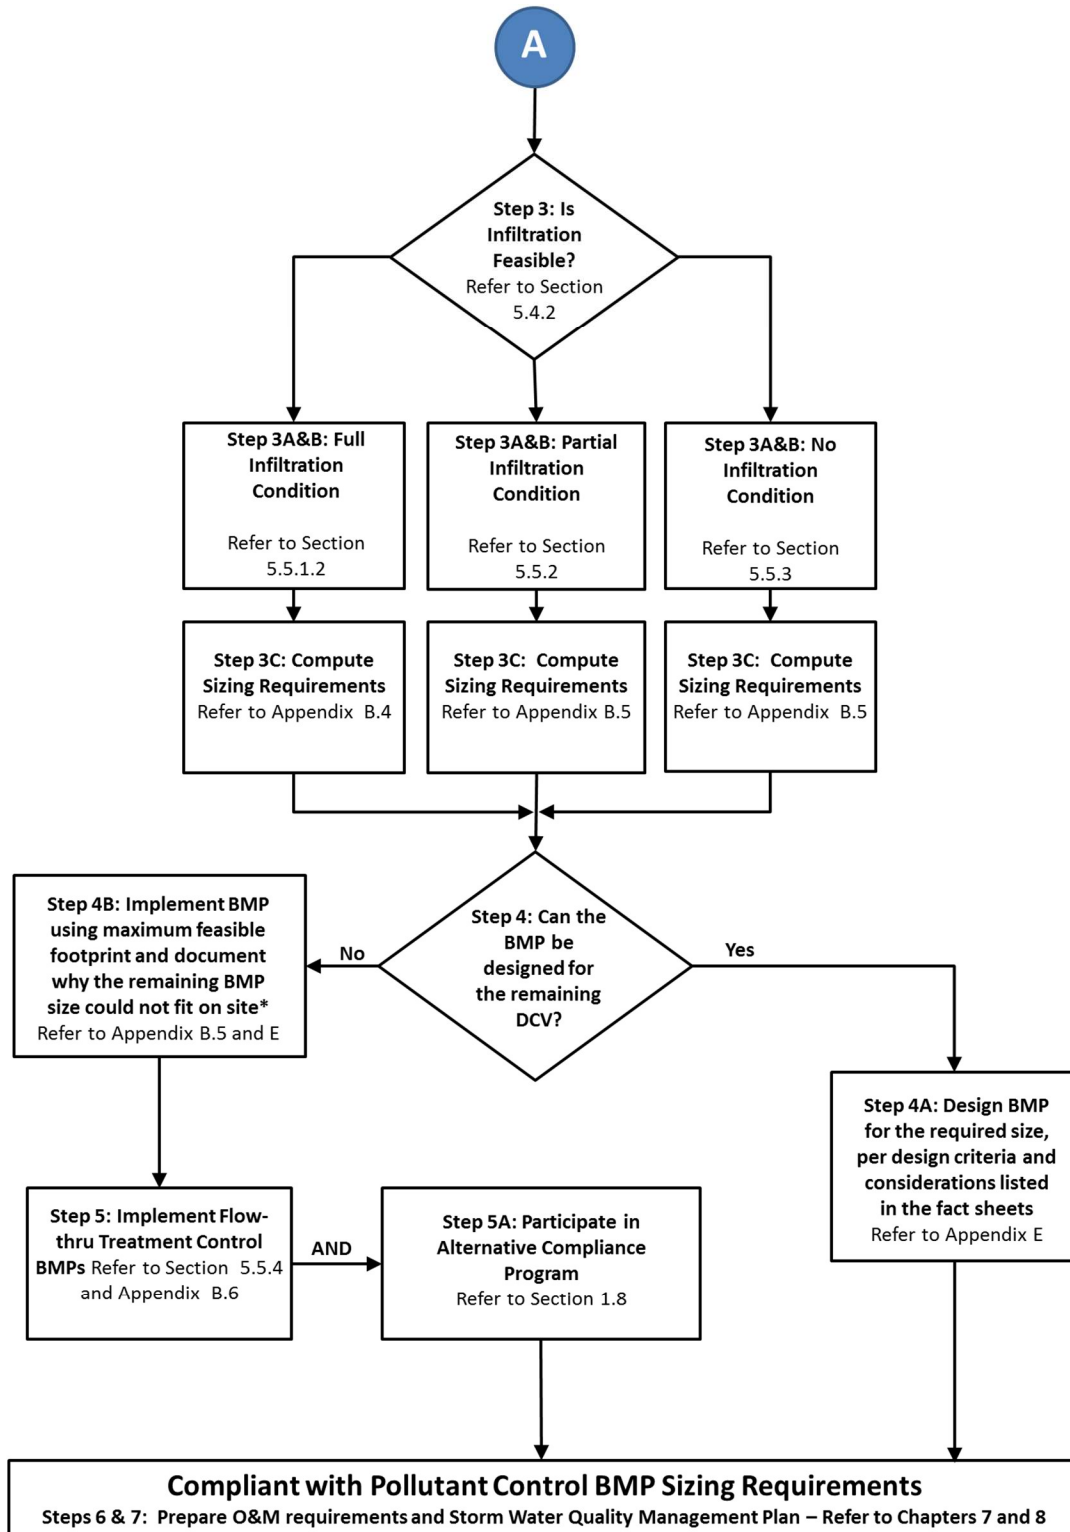 A
Step 3: Is
Infiltration
Feasible?
Refer to Section
5.4.2
Step 3A&B: Full
Infiltration
Condition
Refer to Section
5.5.1.2
Step 3A&B: Partial
Infiltration
Condition
Refer to Section
5.5.2
Step 3A&B: No
Infiltration
Condition
Refer to Section
5.5.3
Step 3C: Compute
Sizing Requirements
Refer to Appendix B.4
Step 3C: Compute
Sizing Requirements
Refer to Appendix B.5
Step 3C: Compute
Sizing Requirements
Refer to Appendix B.5
Step 4: Can the
BMP be
designed for
the remaining
DCV?
No
Yes
Step 4B: Implement BMP
using maximum feasible
footprint and document
why the remaining BMP
size could not fit on site*
Refer to Appendix B.5 and E
Step 4A: Design BMP
for the required size,
per design criteria and
considerations listed
in the fact sheets
Refer to Appendix E
Step 5: Implement Flow-
thru Treatment Control
BMPs Refer to Section 5.5.4
and Appendix B.6
AND
Step 5A: Participate in
Alternative Compliance
Program
Refer to Section 1.8
Compliant with Pollutant Control BMP Sizing Requirements
Steps 6 & 7: Prepare O&M requirements and Storm Water Quality Management Plan – Refer to Chapters 7 and 8